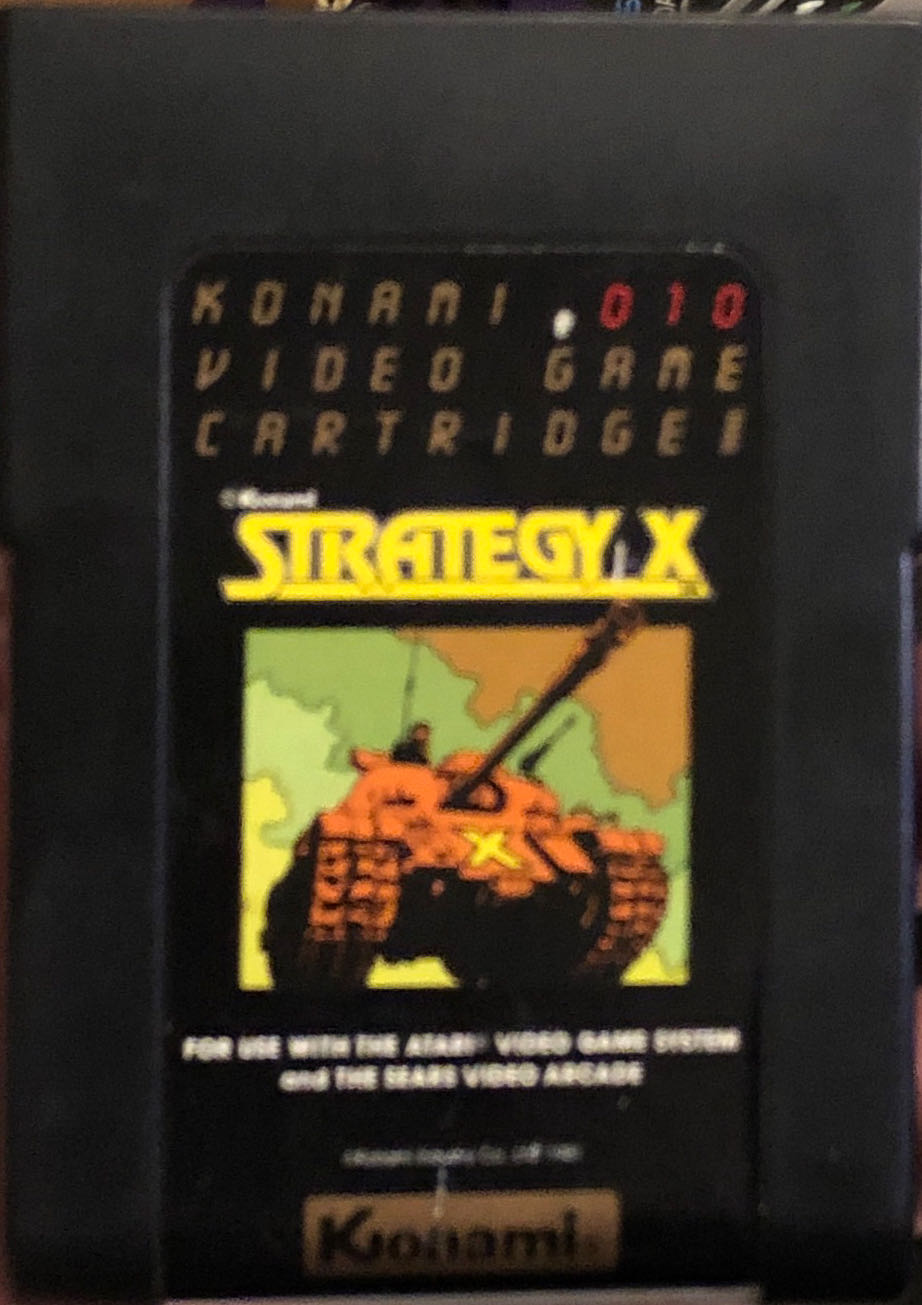 KONAMI .010
VIDEO GAME
CARTRIDGE
© Konami
STRATEGY X
X
FOR USE WITH THE ATARI® VIDEO GAME SYSTEM
and THE SEARS VIDEO ARCADE
Konami